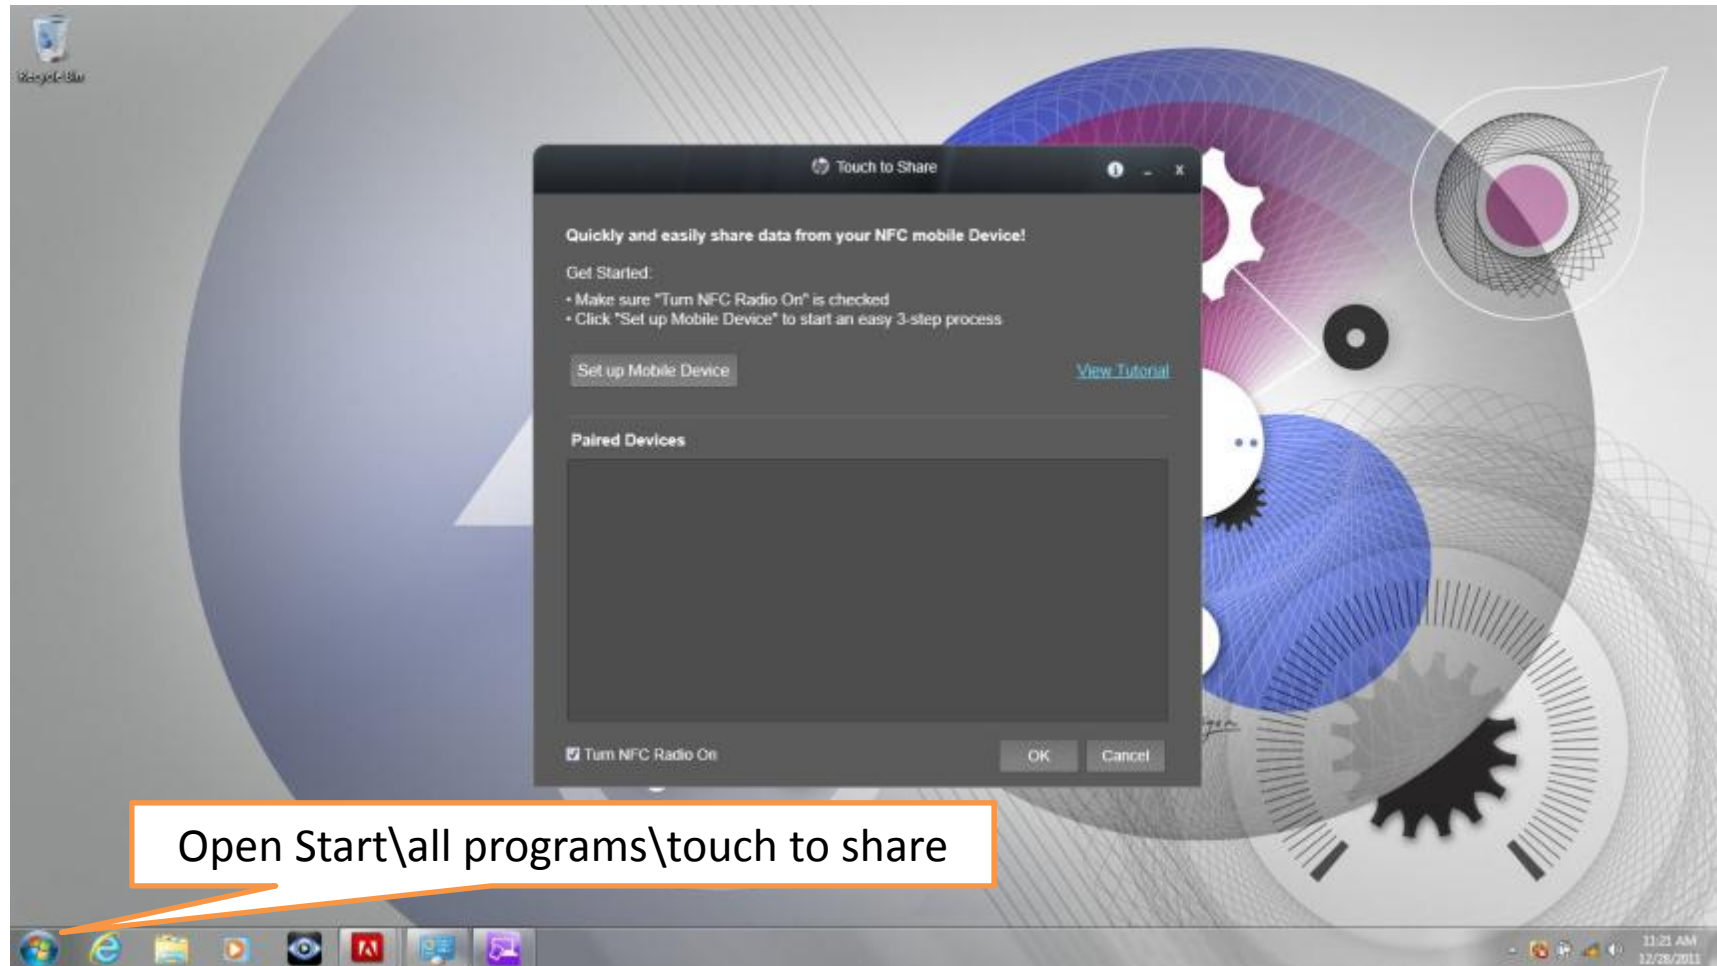 Recycle Bin
Touch to Share
Quickly and easily share data from your NFC mobile Device!
Get Started:
• Make sure "Turn NFC Radio On" is checked
• Click "Set up Mobile Device" to start an easy 3-step process
Set up Mobile Device
View Tutorial
Paired Devices
Turn NFC Radio On
OK
Cancel
Open Start\all programs\touch to share
11:21 AM
12/28/2011